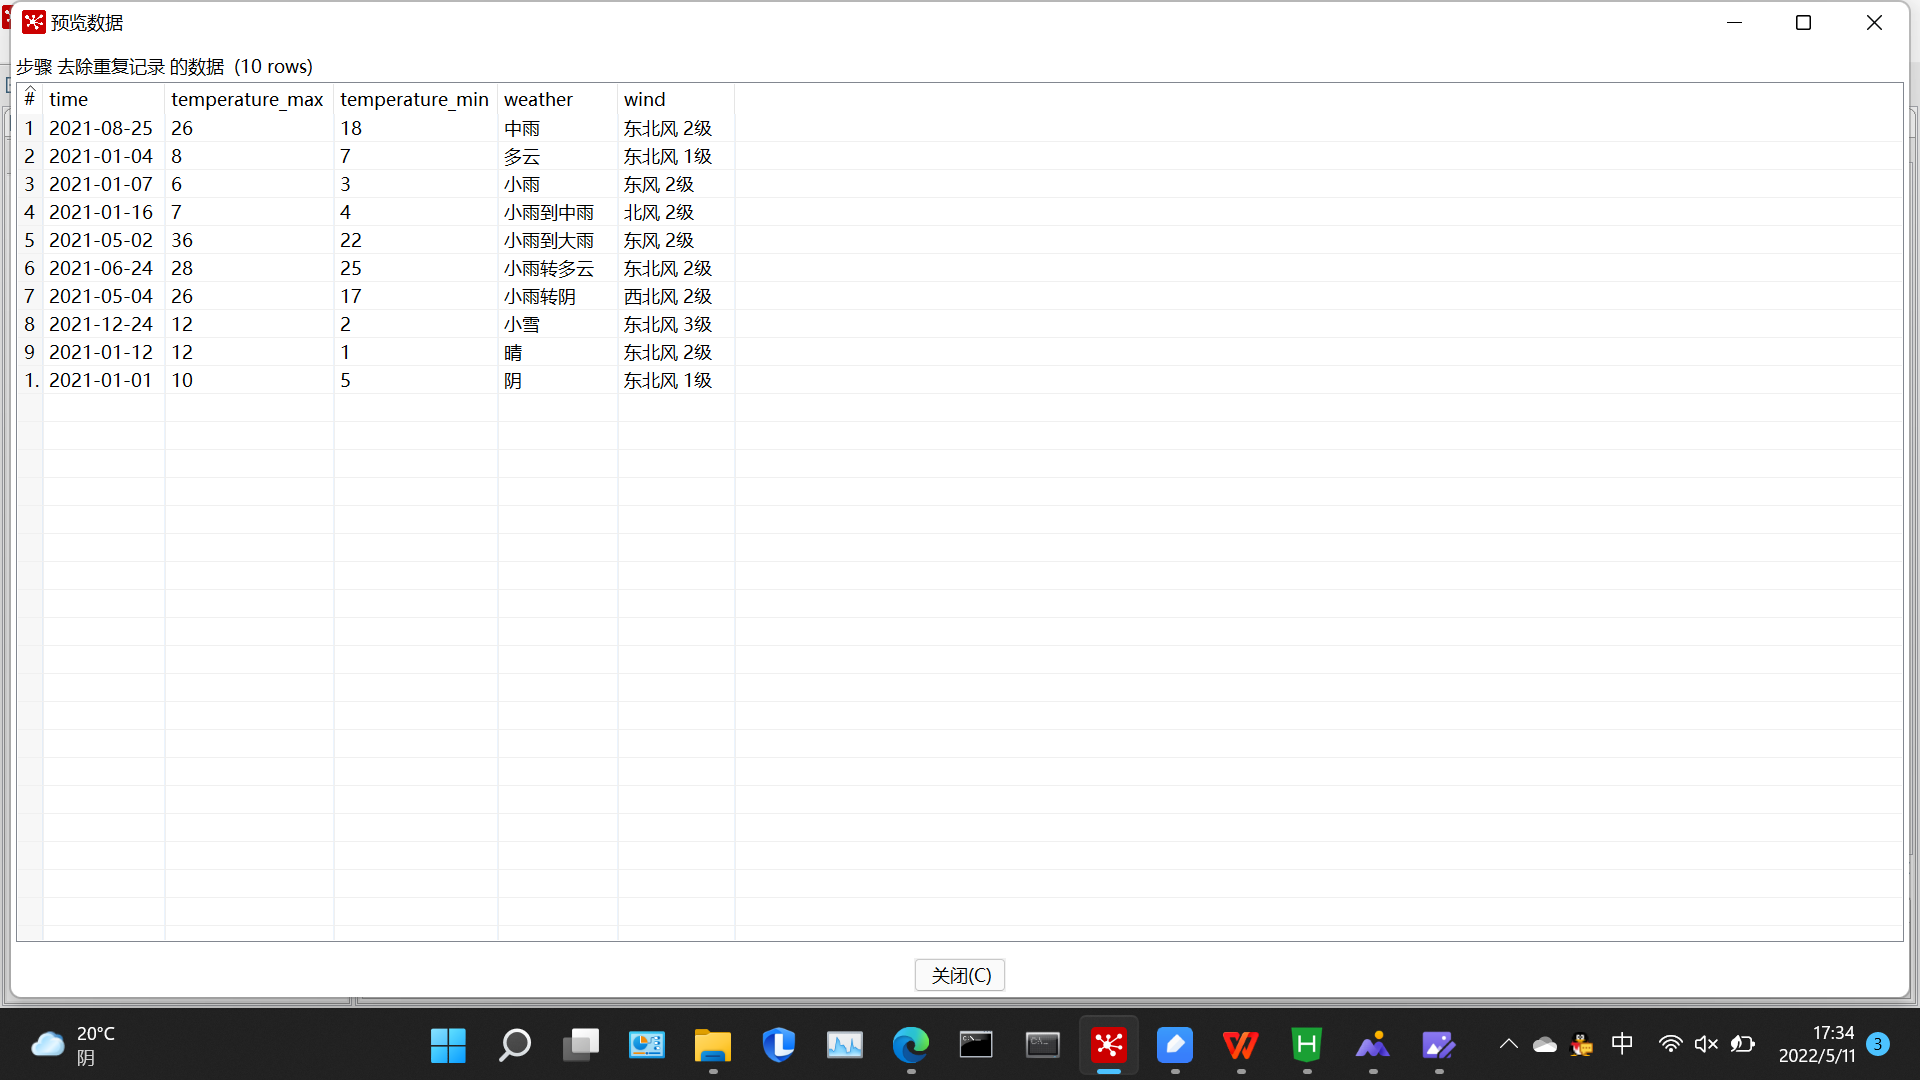 预览数据
步骤 去除重复记录 的数据 (10 rows)
# time temperature_max temperature_min weather wind
1 2021-08-25 26 18 中雨 东北风 2级
2 2021-01-04 8 7 多云 东北风 1级
3 2021-01-07 6 3 小雨 东风 2级
4 2021-01-16 7 4 小雨到中雨 北风 2级
5 2021-05-02 36 22 小雨到大雨 东风 2级
6 2021-06-24 28 25 小雨转多云 东北风 2级
7 2021-05-04 26 17 小雨转阴 西北风 2级
8 2021-12-24 12 2 小雪 东北风 3级
9 2021-01-12 12 1 晴 东北风 2级
1. 2021-01-01 10 5 阴 东北风 1级
关闭(C)
20°C
阴
中
17:34
2022/5/11
3